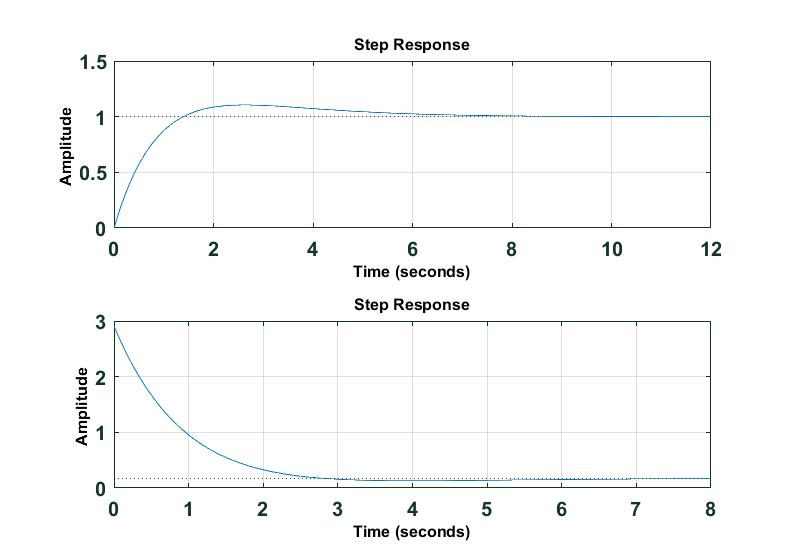 Step Response
1.5
1
0.5
0
Amplitude
0 2 4 6 8 10 12
Time (seconds)
Step Response
3
2
1
0
Amplitude
0 1 2 3 4 5 6 7 8
Time (seconds)